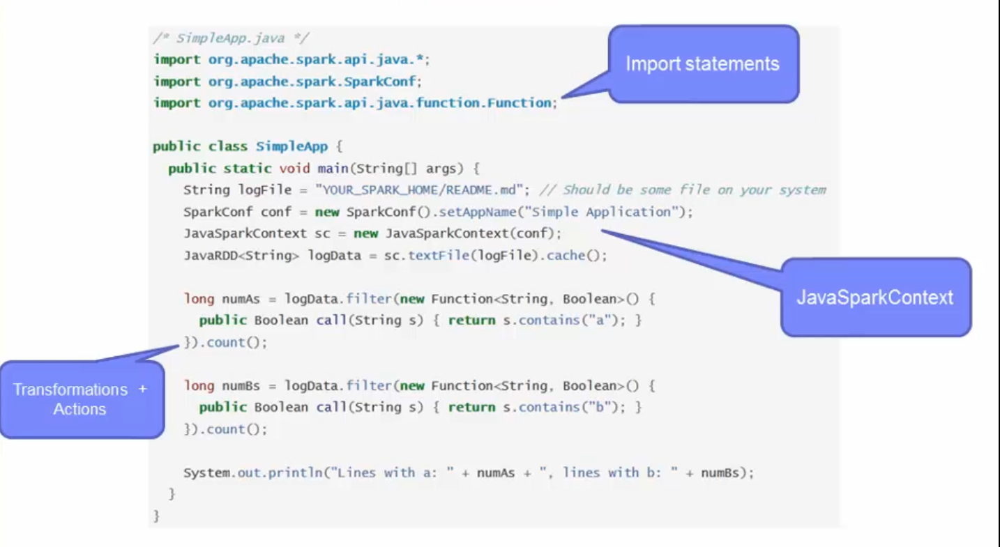 /* SimpleApp.java */
import org.apache.spark.api.java.*;
import org.apache.spark.SparkConf;
import org.apache.spark.api.java.function.Function;
Import statements
public class SimpleApp {
public static void main(String[] args) {
String logFile = "YOUR_SPARK_HOME/README.md"; // Should be some file on your system
SparkConf conf = new SparkConf().setAppName("Simple Application");
JavaSparkContext sc = new JavaSparkContext(conf);
JavaRDD<String> logData = sc.textFile(logFile).cache();
JavaSparkContext
long numAs = logData.filter(new Function<String, Boolean>() {
public Boolean call(String s) { return s.contains("a"); }
}).count();
Transformations +
Actions
long numBs = logData.filter(new Function<String, Boolean>() {
public Boolean call(String s) { return s.contains("b"); }
}).count();
System.out.println("Lines with a: " + numAs + ", lines with b: " + numBs);
}
}